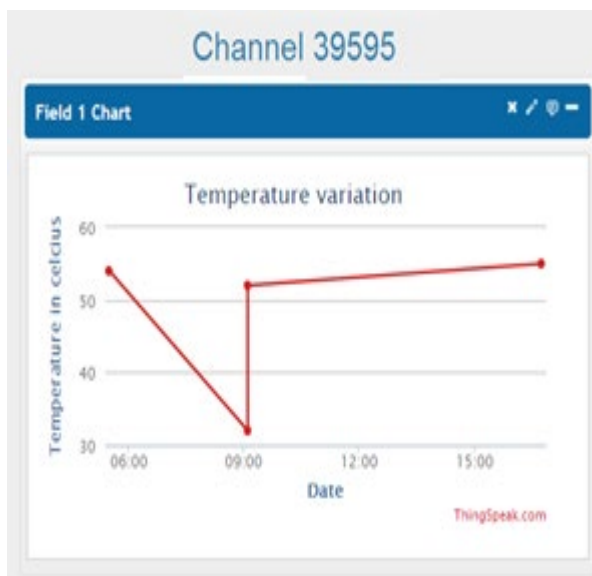 Channel 39595
Field 1 Chart
Temperature variation
Temperature in celcius
60
50
40
30
06:00 09:00 12:00 15:00
Date
ThingSpeak.com